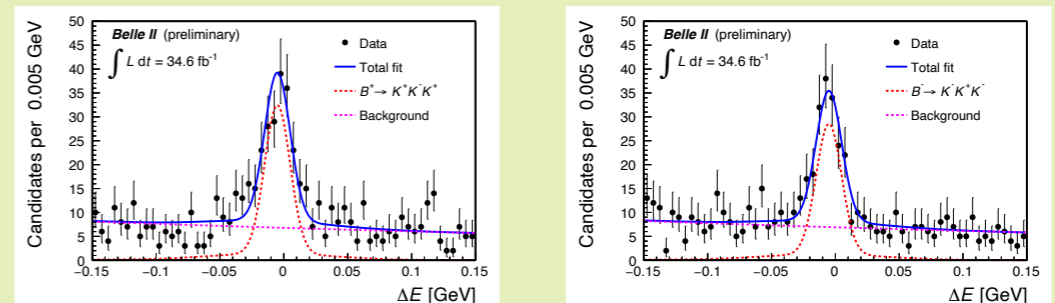 Candidates per 0.005 GeV
50
45
40
35
30
25
20
15
10
5
0
Belle II (preliminary)
∫ L dt = 34.6 fb⁻¹
Data
Total fit
B⁺→ K⁺K⁻K⁺
Background
−0.15 −0.1 −0.05 0 0.05 0.1 0.15
ΔE [GeV]
Candidates per 0.005 GeV
50
45
40
35
30
25
20
15
10
5
0
Belle II (preliminary)
∫ L dt = 34.6 fb⁻¹
Data
Total fit
B⁻→ K⁻K⁺K⁻
Background
−0.15 −0.1 −0.05 0 0.05 0.1 0.15
ΔE [GeV]